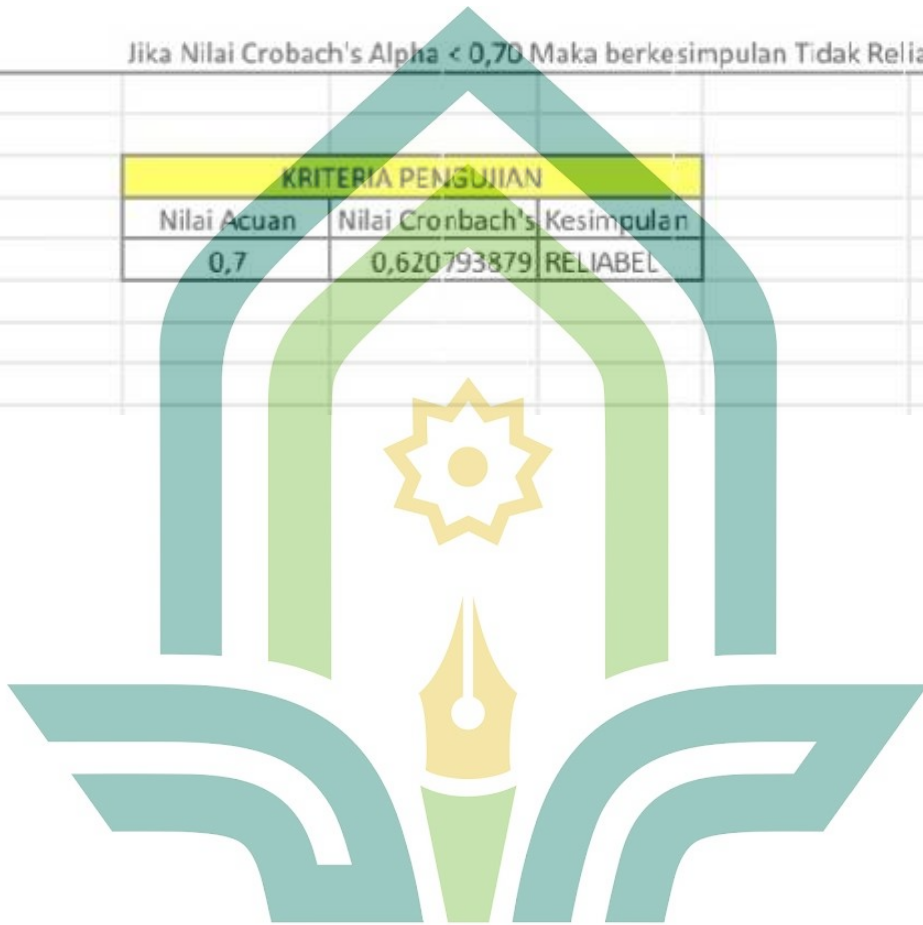 Jika Nilai Crobach's Alpha < 0,70 Maka berkesimpulan Tidak Relia
KRITERIA PENGUJIAN
Nilai Acuan Nilai Cronbach's Kesimpulan
0,7 0,620793879 RELIABEL